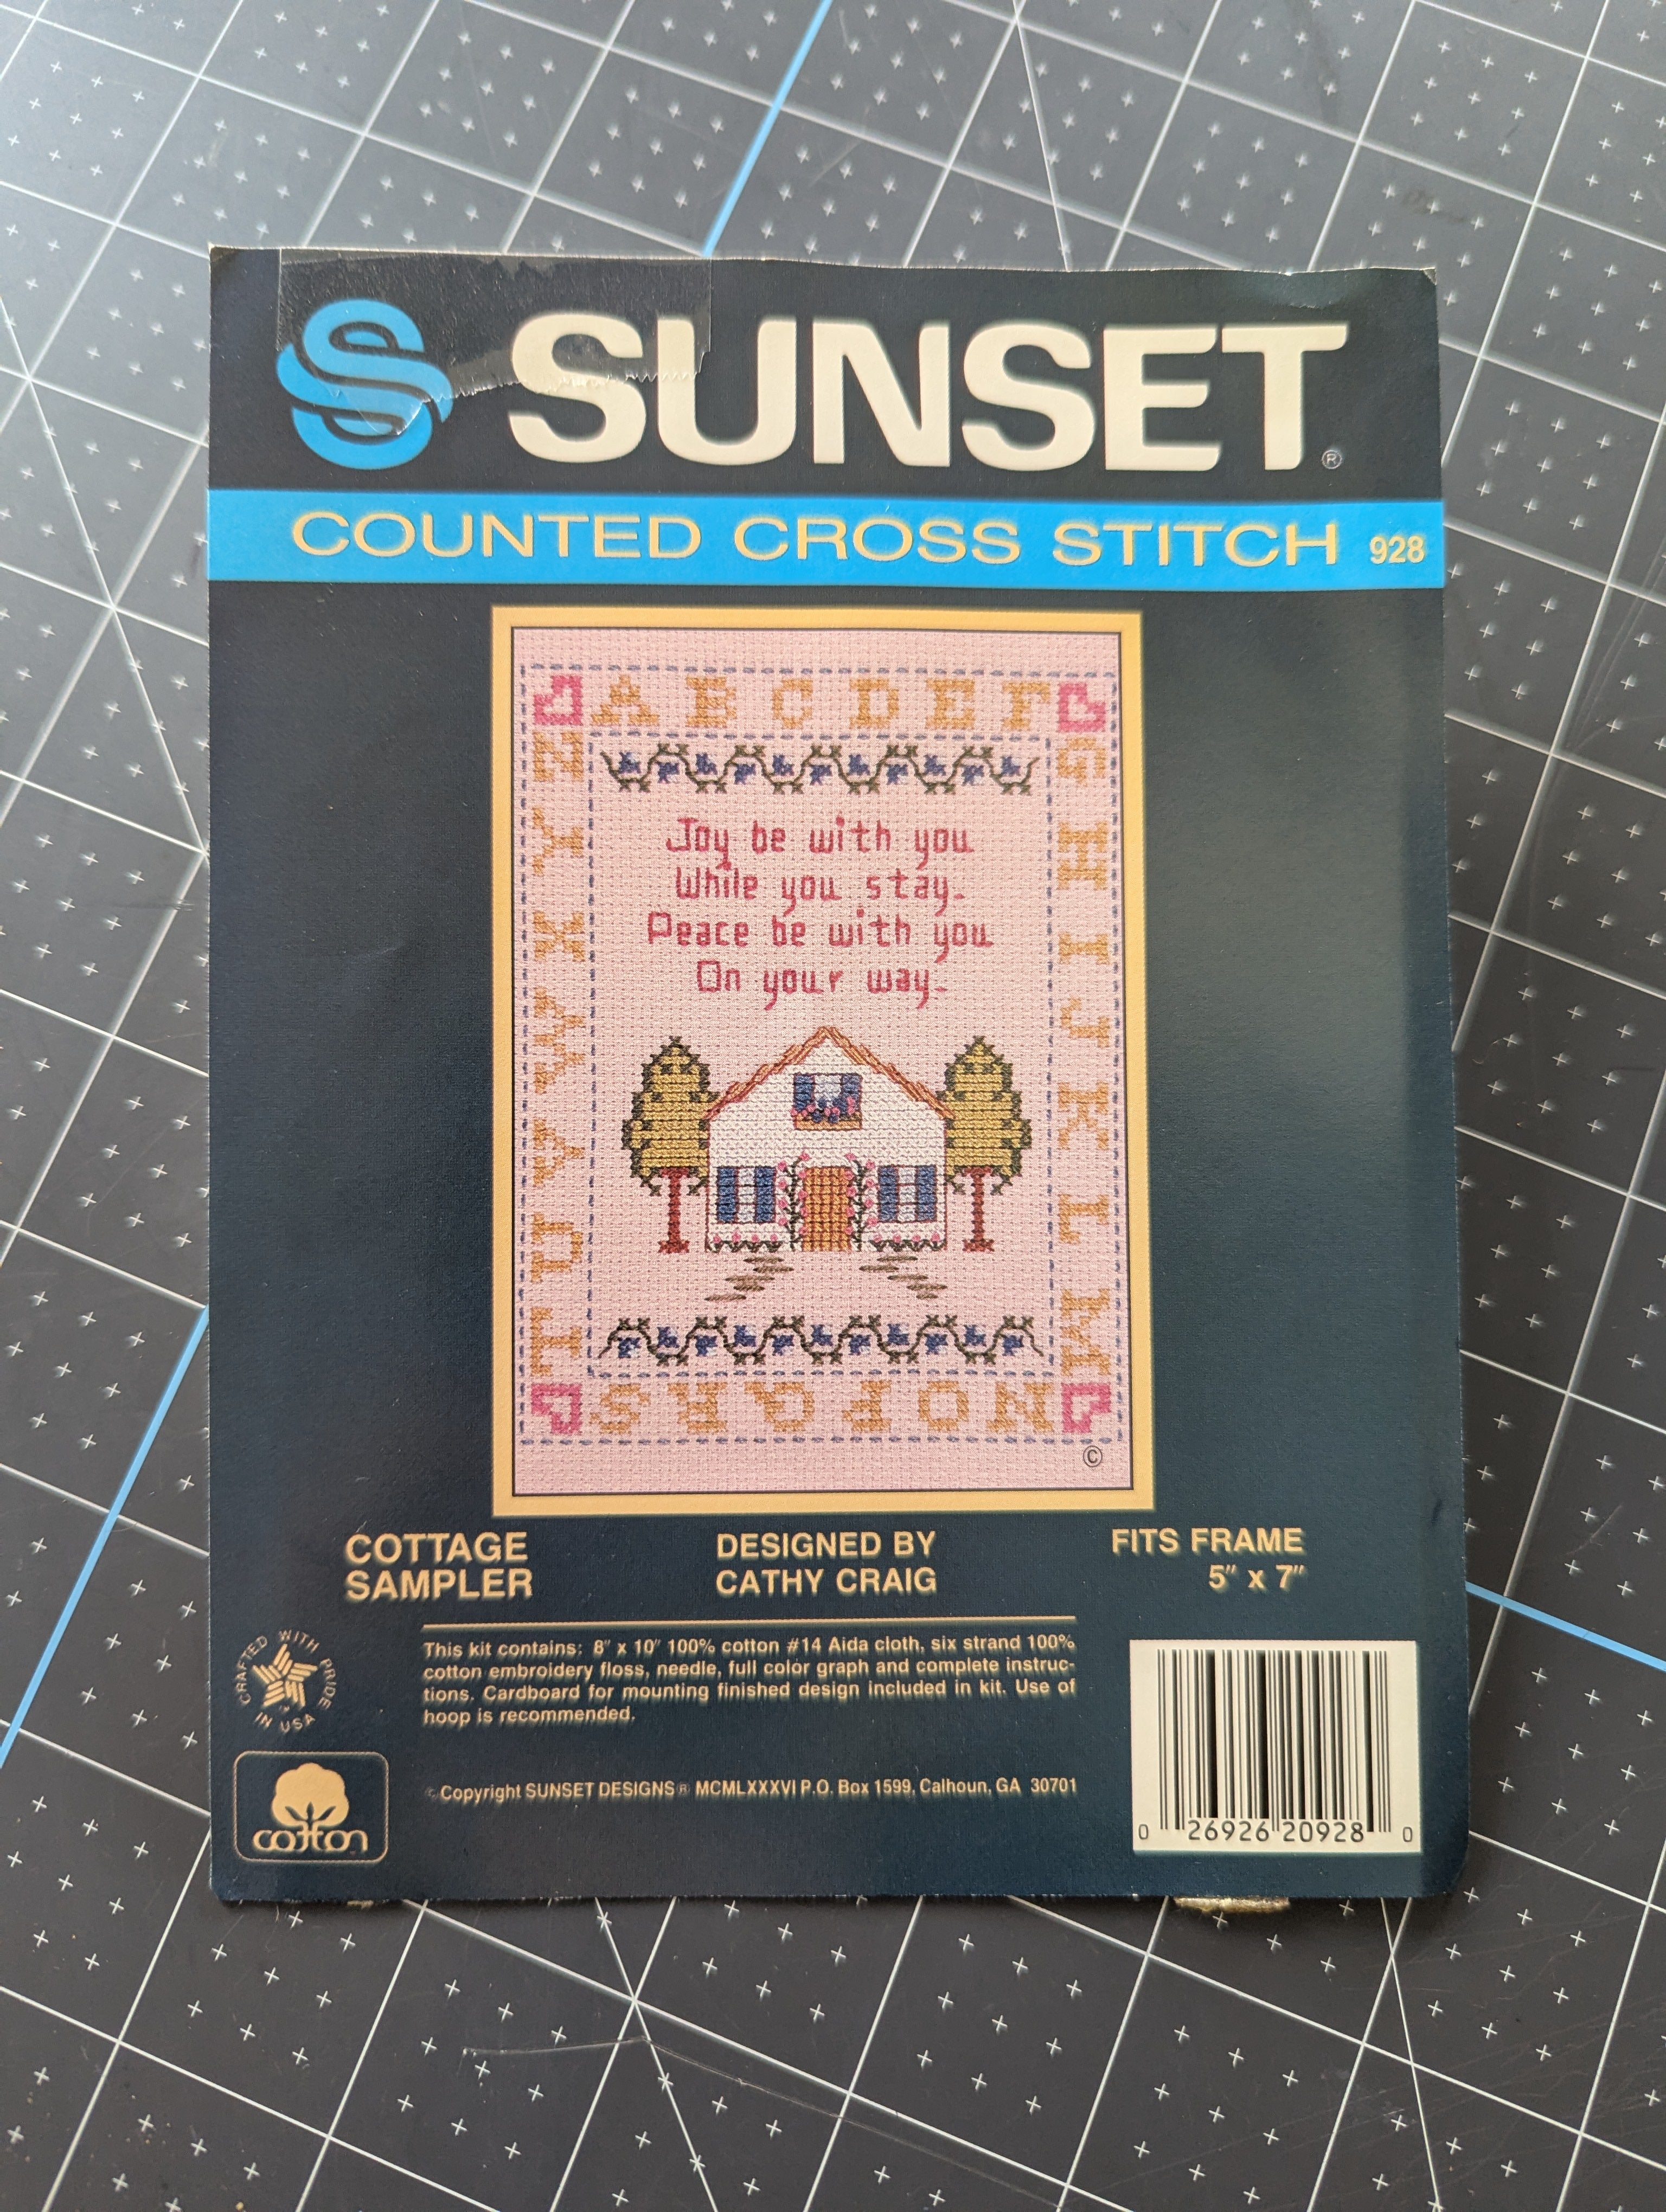 SUNSET®
COUNTED CROSS STITCH 928
A B C D E F
G H I J K L M
N O P Q R S
T U V W X Y Z
Joy be with you
While you stay.
Peace be with you
On your way.
©
COTTAGE
SAMPLER
DESIGNED BY
CATHY CRAIG
FITS FRAME
5" x 7"
CRAFTED WITH PRIDE
IN USA
cotton
This kit contains: 8" x 10" 100% cotton #14 Aida cloth, six strand 100%
cotton embroidery floss, needle, full color graph and complete instruc-
tions. Cardboard for mounting finished design included in kit. Use of
hoop is recommended.
© Copyright SUNSET DESIGNS® MCMLXXXVI P.O. Box 1599, Calhoun, GA 30701
0 26926 20928 0